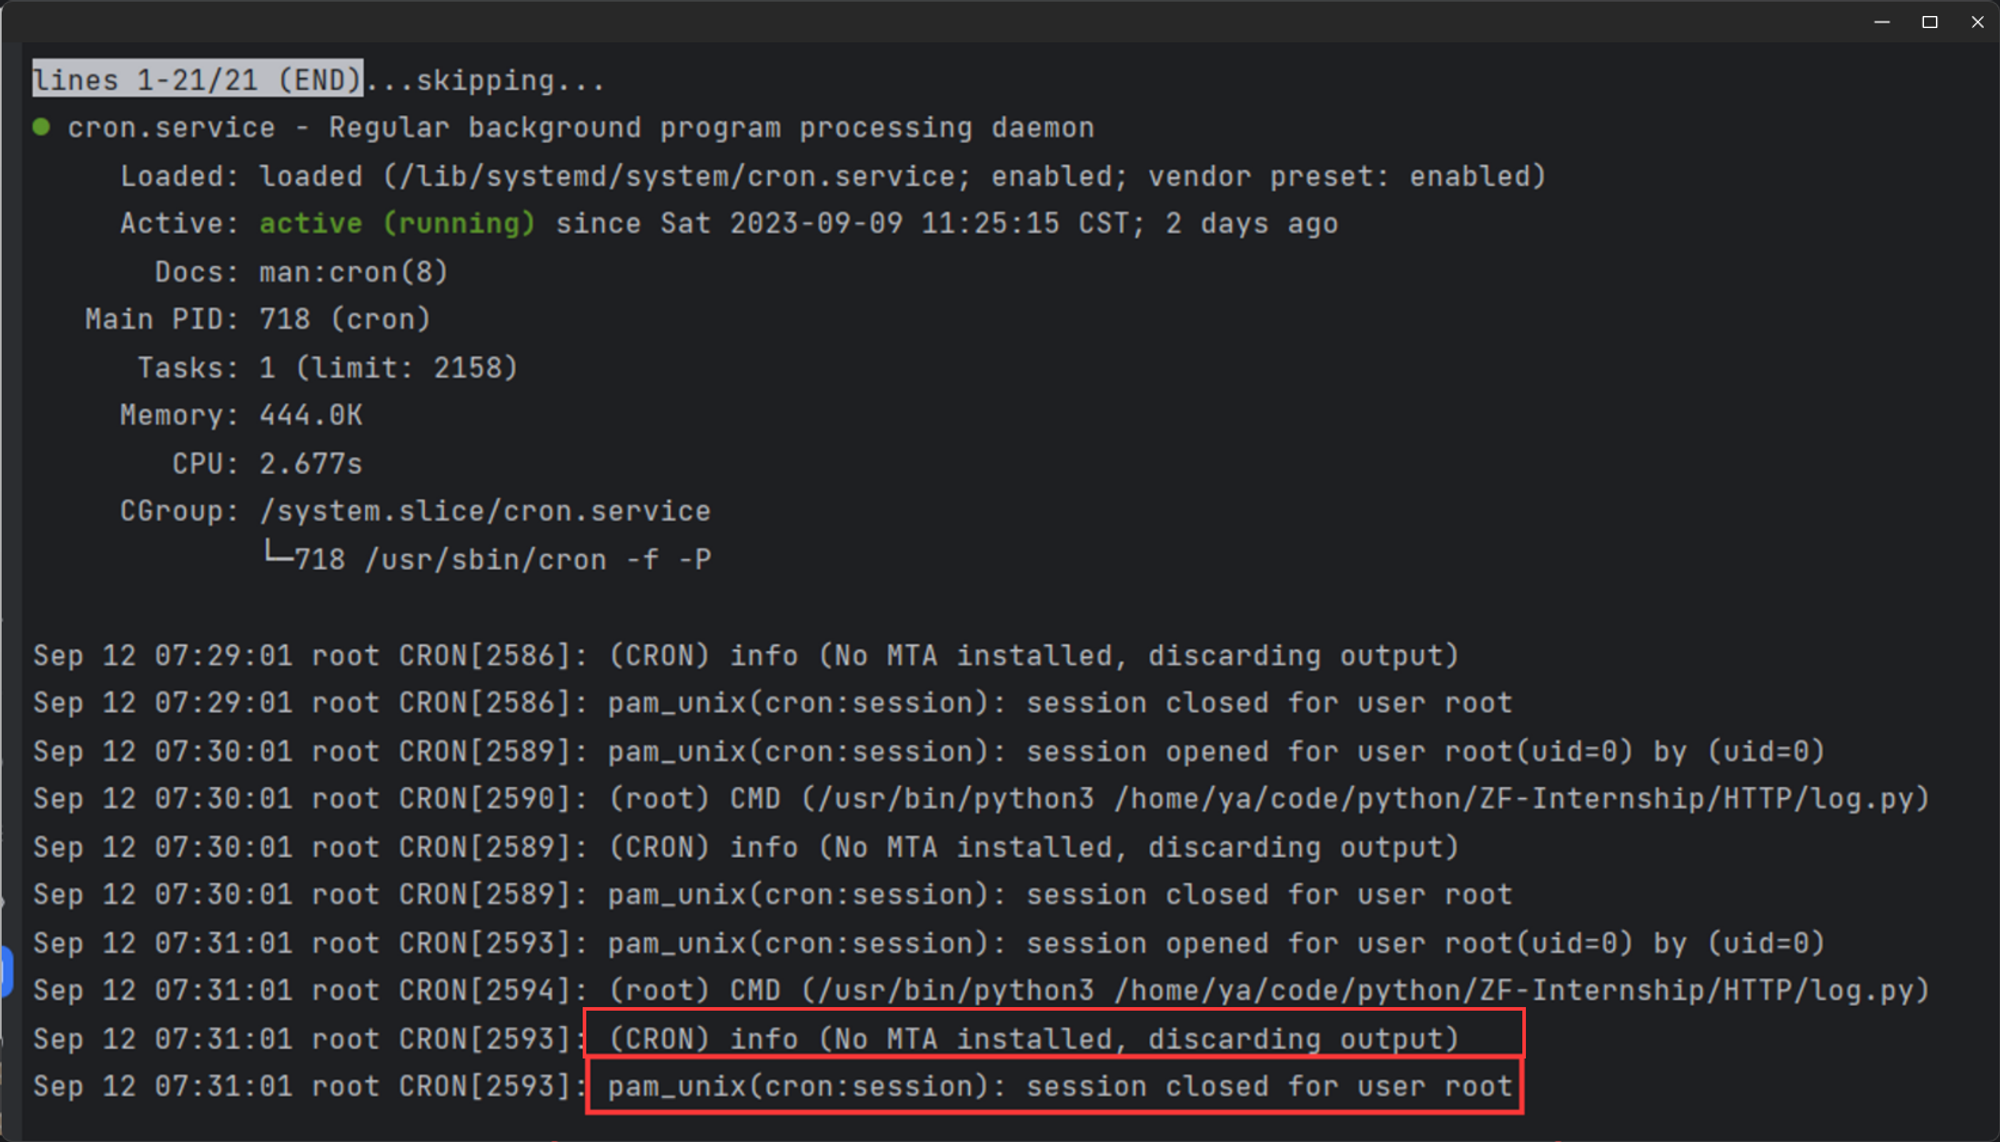 lines 1-21/21 (END)...skipping...
● cron.service - Regular background program processing daemon
Loaded: loaded (/lib/systemd/system/cron.service; enabled; vendor preset: enabled)
Active: active (running) since Sat 2023-09-09 11:25:15 CST; 2 days ago
Docs: man:cron(8)
Main PID: 718 (cron)
Tasks: 1 (limit: 2158)
Memory: 444.0K
CPU: 2.677s
CGroup: /system.slice/cron.service
└─718 /usr/sbin/cron -f -P
Sep 12 07:29:01 root CRON[2586]: (CRON) info (No MTA installed, discarding output)
Sep 12 07:29:01 root CRON[2586]: pam_unix(cron:session): session closed for user root
Sep 12 07:30:01 root CRON[2589]: pam_unix(cron:session): session opened for user root(uid=0) by (uid=0)
Sep 12 07:30:01 root CRON[2590]: (root) CMD (/usr/bin/python3 /home/ya/code/python/ZF-Internship/HTTP/log.py)
Sep 12 07:30:01 root CRON[2589]: (CRON) info (No MTA installed, discarding output)
Sep 12 07:30:01 root CRON[2589]: pam_unix(cron:session): session closed for user root
Sep 12 07:31:01 root CRON[2593]: pam_unix(cron:session): session opened for user root(uid=0) by (uid=0)
Sep 12 07:31:01 root CRON[2594]: (root) CMD (/usr/bin/python3 /home/ya/code/python/ZF-Internship/HTTP/log.py)
Sep 12 07:31:01 root CRON[2593]: (CRON) info (No MTA installed, discarding output)
Sep 12 07:31:01 root CRON[2593]: pam_unix(cron:session): session closed for user root